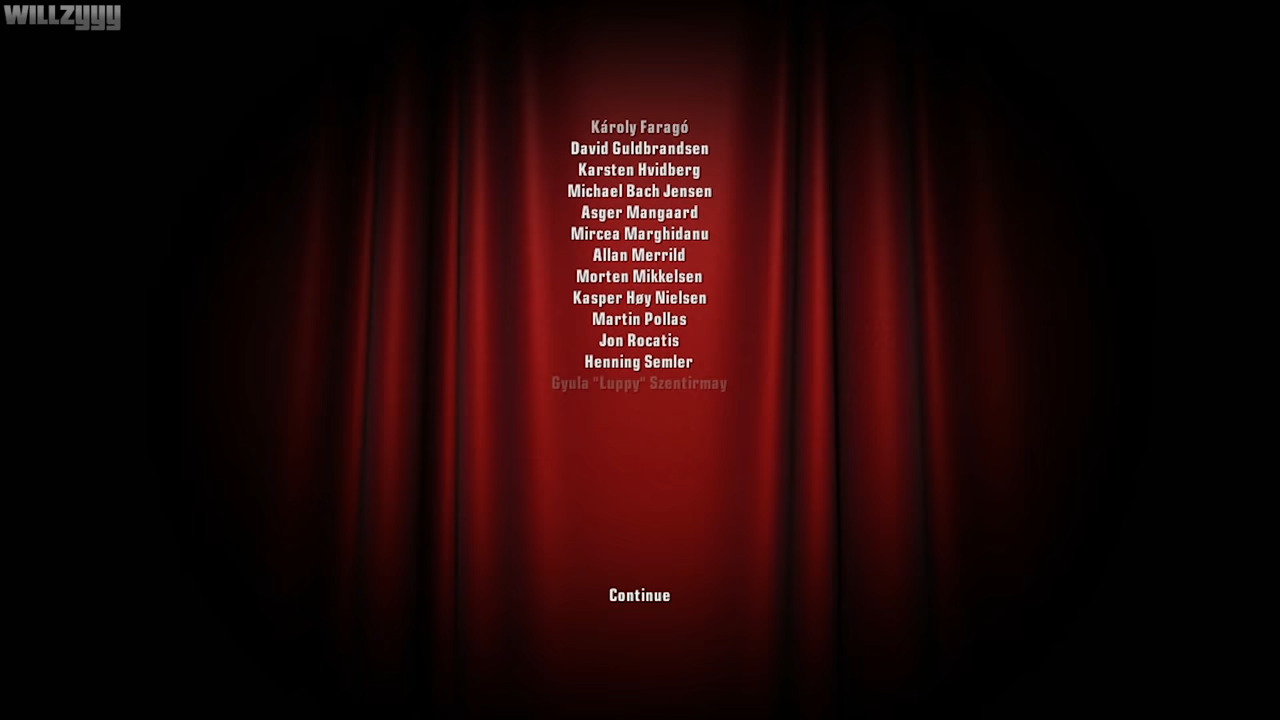 WILLZyyy
Károly Faragó
David Guldbrandsen
Karsten Hvidberg
Michael Bach Jensen
Asger Mangaard
Mircea Marghidanu
Allan Merrild
Morten Mikkelsen
Kasper Høy Nielsen
Martin Pollas
Jon Rocatis
Henning Semler
Gyula "Luppy" Szentirmay
Continue